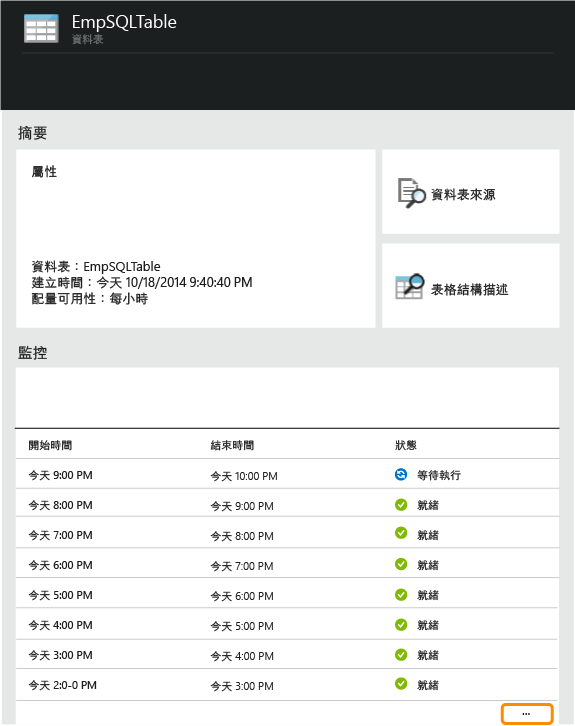 EmpSQLTable
資料表
摘要
屬性
資料表：EmpSQLTable
建立時間：今天 10/18/2014 9:40:40 PM
配量可用性：每小時
資料表來源
表格結構描述
監控
開始時間 結束時間 狀態
今天 9:00 PM 今天 10:00 PM 等待執行
今天 8:00 PM 今天 9:00 PM 就緒
今天 7:00 PM 今天 8:00 PM 就緒
今天 6:00 PM 今天 7:00 PM 就緒
今天 5:00 PM 今天 6:00 PM 就緒
今天 4:00 PM 今天 5:00 PM 就緒
今天 3:00 PM 今天 4:00 PM 就緒
今天 2:0-0 PM 今天 3:00 PM 就緒
...